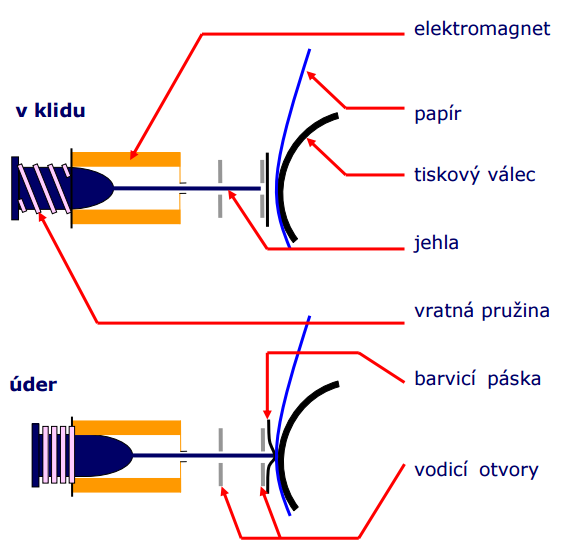 elektromagnet
v klidu
papír
tiskový válec
jehla
vratná pružina
úder
barvicí páska
vodicí otvory